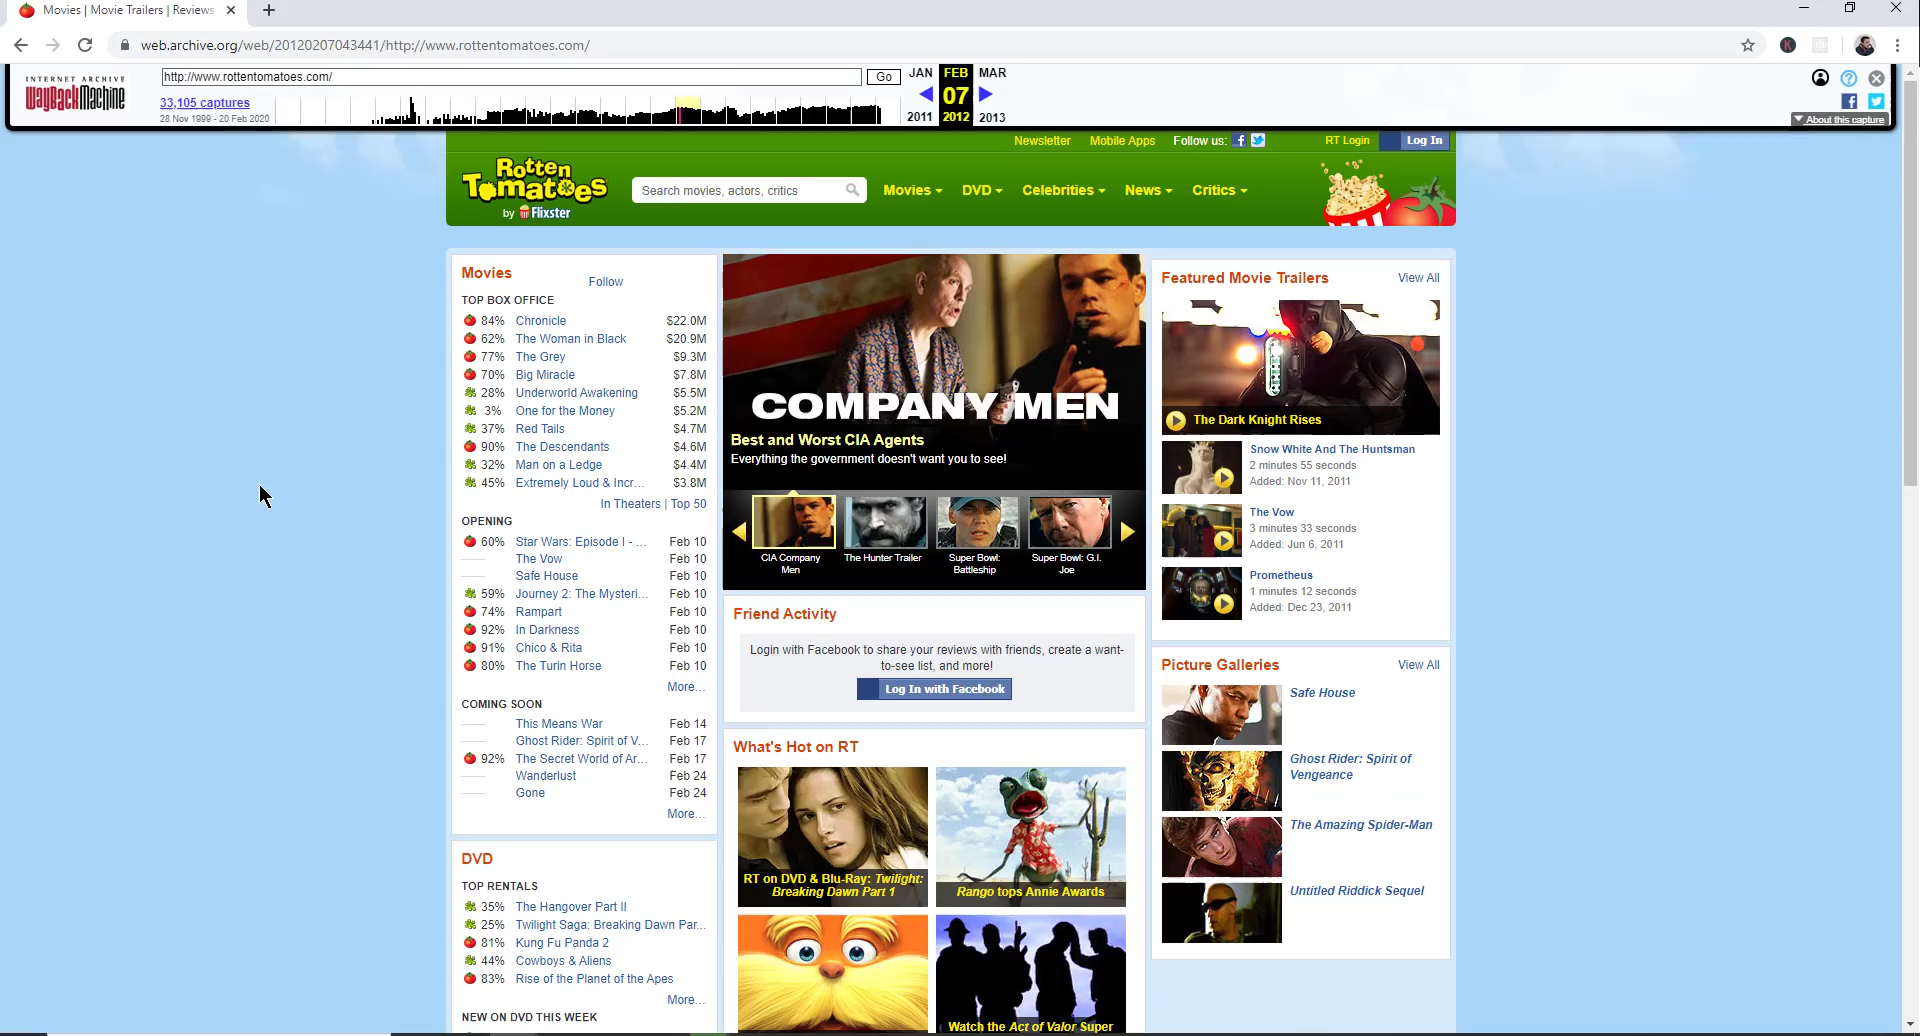 Movies | Movie Trailers | Reviews
web.archive.org/web/20120207043441/http://www.rottentomatoes.com/
K
INTERNET ARCHIVE
WayBackMachine
http://www.rottentomatoes.com/
Go
JAN FEB MAR
33,105 captures
07
28 Nov 1999 - 20 Feb 2020
2011 2012 2013
About this capture
Newsletter Mobile Apps Follow us: RT Login Log In
Rotten
Tomatoes
by Flixster
Search movies, actors, critics
Movies DVD Celebrities News Critics
Movies
Follow
TOP BOX OFFICE
84% Chronicle $22.0M
62% The Woman in Black $20.9M
77% The Grey $9.3M
70% Big Miracle $7.8M
28% Underworld Awakening $5.5M
3% One for the Money $5.2M
37% Red Tails $4.7M
90% The Descendants $4.6M
32% Man on a Ledge $4.4M
45% Extremely Loud & Incr... $3.8M
In Theaters | Top 50
OPENING
60% Star Wars: Episode I - ... Feb 10
The Vow Feb 10
Safe House Feb 10
59% Journey 2: The Mysteri... Feb 10
74% Rampart Feb 10
92% In Darkness Feb 10
91% Chico & Rita Feb 10
80% The Turin Horse Feb 10
More...
COMING SOON
This Means War Feb 14
Ghost Rider: Spirit of V... Feb 17
92% The Secret World of Ar... Feb 17
Wanderlust Feb 24
Gone Feb 24
More...
DVD
TOP RENTALS
35% The Hangover Part II
25% Twilight Saga: Breaking Dawn Par...
81% Kung Fu Panda 2
44% Cowboys & Aliens
83% Rise of the Planet of the Apes
More...
NEW ON DVD THIS WEEK
COMPANY MEN
Best and Worst CIA Agents
Everything the government doesn't want you to see!
CIA Company
Men
The Hunter Trailer
Super Bowl:
Battleship
Super Bowl: G.I.
Joe
Friend Activity
Login with Facebook to share your reviews with friends, create a want-
to-see list, and more!
Log In with Facebook
What's Hot on RT
RT on DVD & Blu-Ray: Twilight:
Breaking Dawn Part 1
Rango tops Annie Awards
Watch the Act of Valor Super
Featured Movie Trailers View All
The Dark Knight Rises
Snow White And The Huntsman
2 minutes 55 seconds
Added: Nov 11, 2011
The Vow
3 minutes 33 seconds
Added: Jun 6, 2011
Prometheus
1 minutes 12 seconds
Added: Dec 23, 2011
Picture Galleries View All
Safe House
Ghost Rider: Spirit of
Vengeance
The Amazing Spider-Man
Untitled Riddick Sequel